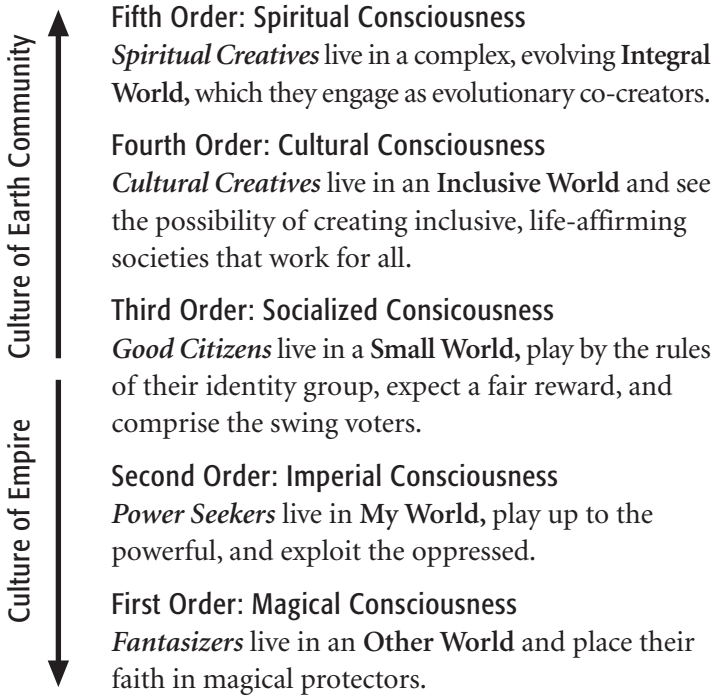 Fifth Order: Spiritual Consciousness
Spiritual Creatives live in a complex, evolving Integral
World, which they engage as evolutionary co-creators.
Fourth Order: Cultural Consciousness
Cultural Creatives live in an Inclusive World and see
the possibility of creating inclusive, life-affirming
societies that work for all.
Third Order: Socialized Consicousness
Good Citizens live in a Small World, play by the rules
of their identity group, expect a fair reward, and
comprise the swing voters.
Second Order: Imperial Consciousness
Power Seekers live in My World, play up to the
powerful, and exploit the oppressed.
First Order: Magical Consciousness
Fantasizers live in an Other World and place their
faith in magical protectors.
Culture of Earth Community
Culture of Empire